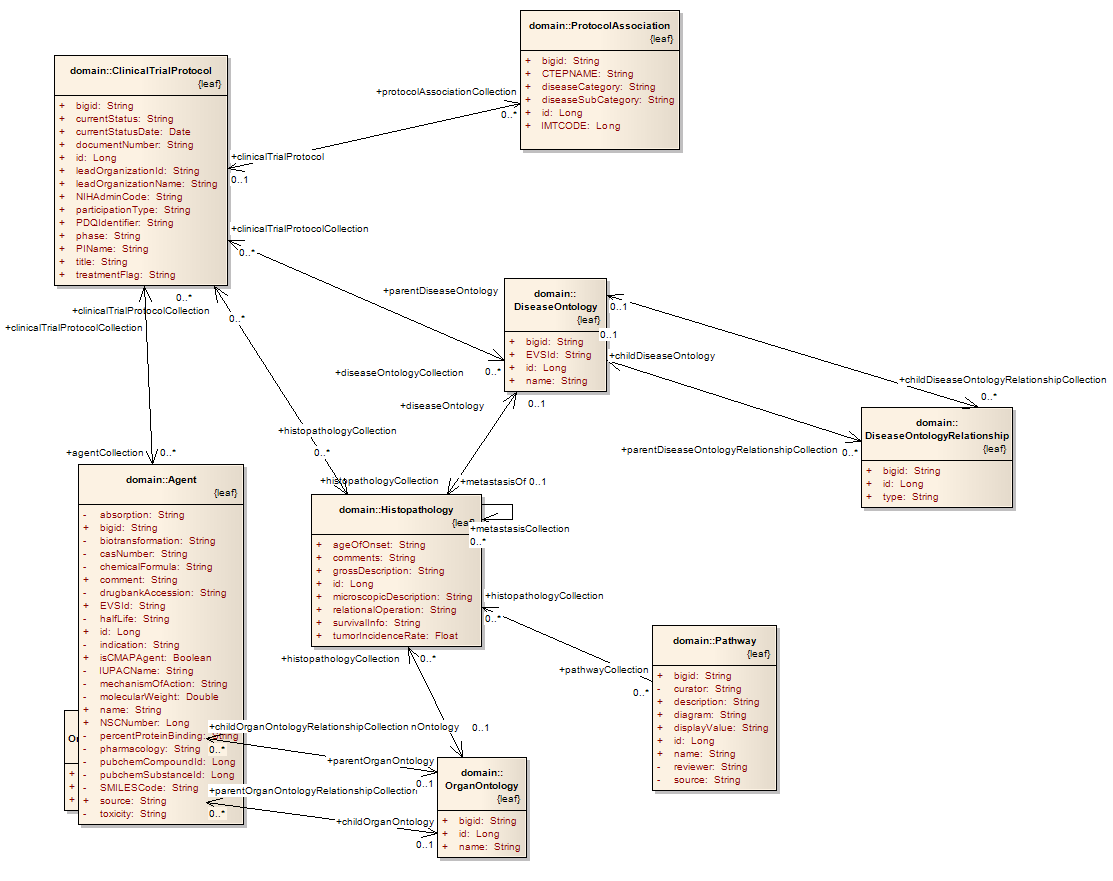 domain::ProtocolAssociation
{leaf}
+ bigid: String
+ CTEPNAME: String
+ diseaseCategory: String
+ diseaseSubCategory: String
+ id: Long
+ IMTCODE: Long
domain::ClinicalTrialProtocol
{leaf}
+ bigid: String
+ currentStatus: String
+ currentStatusDate: Date
+ documentNumber: String
+ id: Long
+ leadOrganizationId: String
+ leadOrganizationName: String
+ NIHAdminCode: String
+ participationType: String
+ PDQIdentifier: String
+ phase: String
+ PIName: String
+ title: String
+ treatmentFlag: String
+protocolAssociationCollection
0..*
+clinicalTrialProtocol
0..1
+clinicalTrialProtocolCollection
0..*
+parentDiseaseOntology
domain::
DiseaseOntology
{leaf}
+ bigid: String
+ EVSId: String
+ id: Long
+ name: String
0..1
0..1
+childDiseaseOntology
0..*
+clinicalTrialProtocolCollection
0..*
+clinicalTrialProtocolCollection
+diseaseOntologyCollection
0..*
+childDiseaseOntologyRelationshipCollection
0..*
+diseaseOntology
0..1
domain::
DiseaseOntologyRelationship
{leaf}
+ bigid: String
+ id: Long
+ type: String
+parentDiseaseOntologyRelationshipCollection
0..*
+histopathologyCollection
0..*
+agentCollection
0..*
+histopathologyCollection
+metastasisOf
0..1
domain::Agent
{leaf}
- absorption: String
+ bigid: String
- biotransformation: String
- casNumber: String
- chemicalFormula: String
+ comment: String
- drugbankAccession: String
+ EVSId: String
- halfLife: String
+ id: Long
- indication: String
+ isCMAPAgent: Boolean
- IUPACName: String
- mechanismOfAction: String
- molecularWeight: Double
+ name: String
+ NSCNumber: Long
- percentProteinBinding: String
- pharmacology: String
- pubchemCompoundId: Long
- pubchemSubstanceId: Long
- SMILESCode: String
+ source: String
- toxicity: String
domain::Histopathology
{leaf
+metastasisCollection
0..*
+ ageOfOnset: String
+ comments: String
+ grossDescription: String
+ id: Long
+ microscopicDescription: String
+ relationalOperation: String
+ survivalInfo: String
+ tumorIncidenceRate: Float
+histopathologyCollection
0..*
+histopathologyCollection
0..*
+pathwayCollection
0..*
domain::Pathway
{leaf}
+ bigid: String
- curator: String
+ description: String
+ diagram: String
+ displayValue: String
+ id: Long
+ name: String
- reviewer: String
- source: String
+childOrganOntologyRelationshipCollection nOntology
0..1
0..*
+parentOrganOntology
0..1
+parentOrganOntologyRelationshipCollection
0..*
+childOrganOntology
0..1
domain::
OrganOntology
{leaf}
+ bigid: String
+ id: Long
+ name: String
+
+